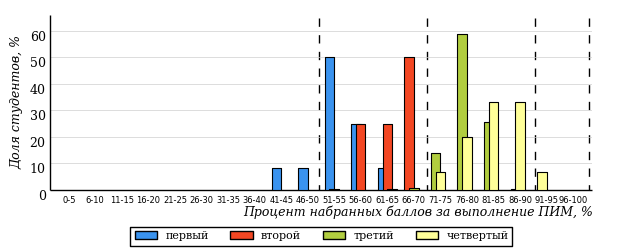 Доля студентов, %
60
50
40
30
20
10
0
0-5 6-10 11-15 16-20 21-25 26-30 31-35 36-40 41-45 46-50 51-55 56-60 61-65 66-70 71-75 76-80 81-85 86-90 91-95 96-100
Процент набранных баллов за выполнение ПИМ, %
первый второй третий четвертый